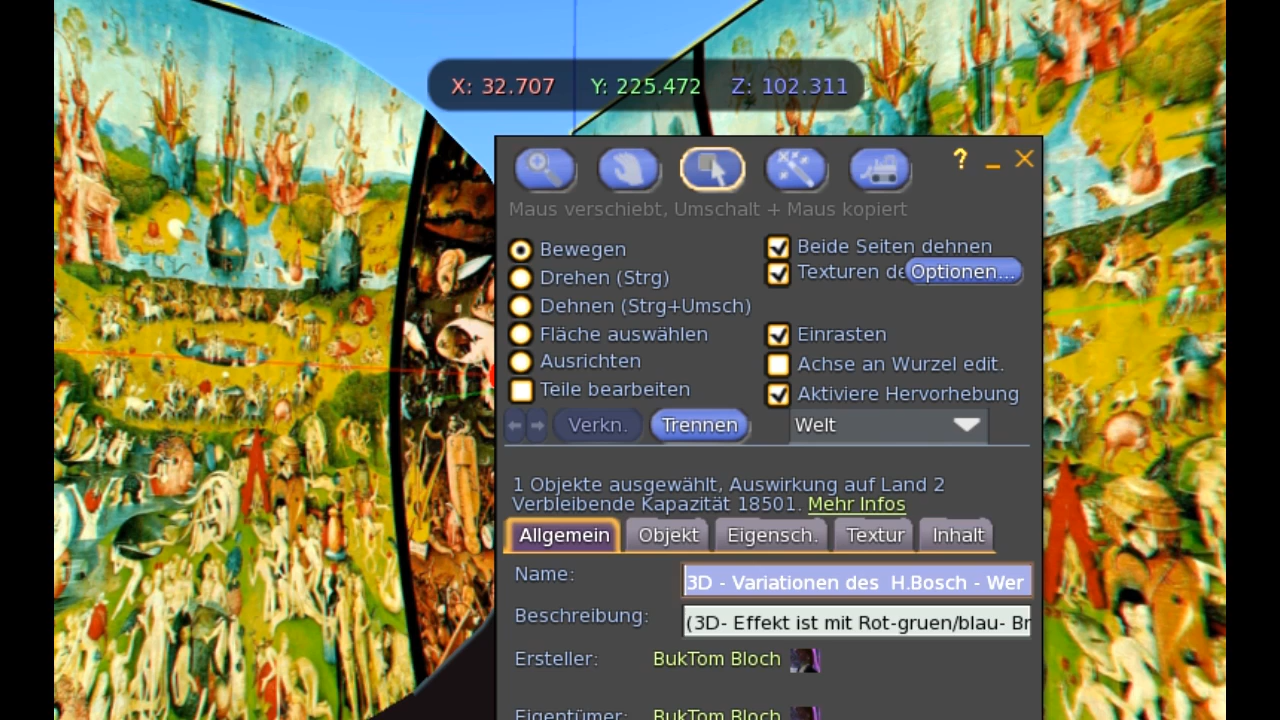 X: 32.707 Y: 225.472 Z: 102.311
?
Maus verschiebt, Umschalt + Maus kopiert
Bewegen
Beide Seiten dehnen
Drehen (Strg)
Texturen de Optionen...
Dehnen (Strg+Umsch)
Fläche auswählen
Einrasten
Ausrichten
Achse an Wurzel edit.
Teile bearbeiten
Aktiviere Hervorhebung
Verkn. Trennen Welt
1 Objekte ausgewählt, Auswirkung auf Land 2
Verbleibende Kapazität 18501. Mehr Infos
Allgemein Objekt Eigensch. Textur Inhalt
Name: 3D - Variationen des  H.Bosch - Wer
Beschreibung: (3D- Effekt ist mit Rot-gruen/blau- Br
Ersteller: BukTom Bloch
Eigentümer: BukTom Bloch